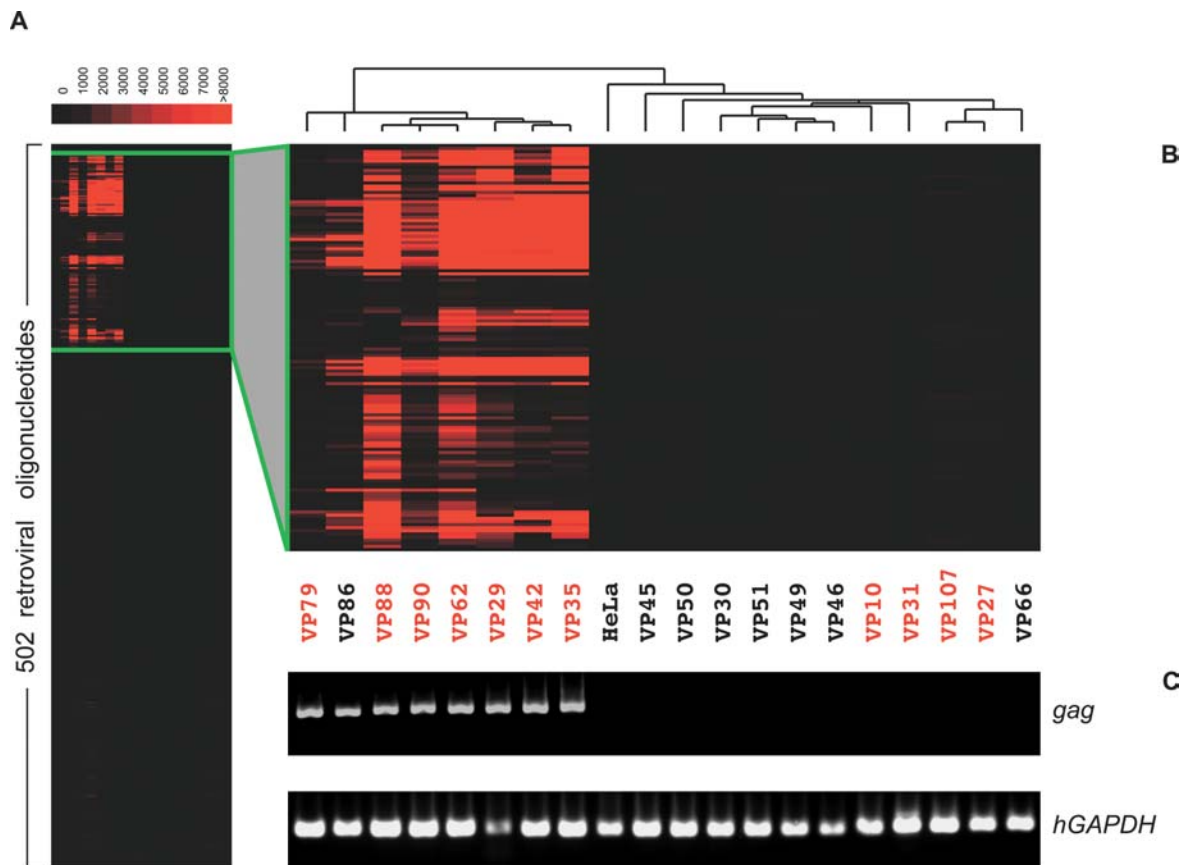 A
0
1000
2000
3000
4000
5000
6000
7000
>8000
B
502 retroviral oligonucleotides
VP79
VP86
VP88
VP90
VP62
VP29
VP42
VP35
HeLa
VP45
VP50
VP30
VP51
VP49
VP46
VP10
VP31
VP107
VP27
VP66
C
gag
hGAPDH